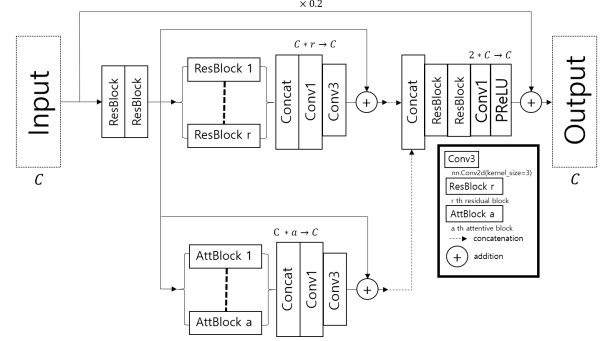 × 0.2
Input
C
ResBlock
ResBlock
ResBlock 1
ResBlock r
C * r → C
Concat
Conv1
Conv3
+
Concat
ResBlock
ResBlock
2 * C → C
Conv1
PReLU
+
Output
C
AttBlock 1
AttBlock a
C * a → C
Concat
Conv1
Conv3
+
Conv3
nn.Conv2d(kernel_size=3)
ResBlock r
r th residual block
AttBlock a
a th attentive block
concatenation
+ addition